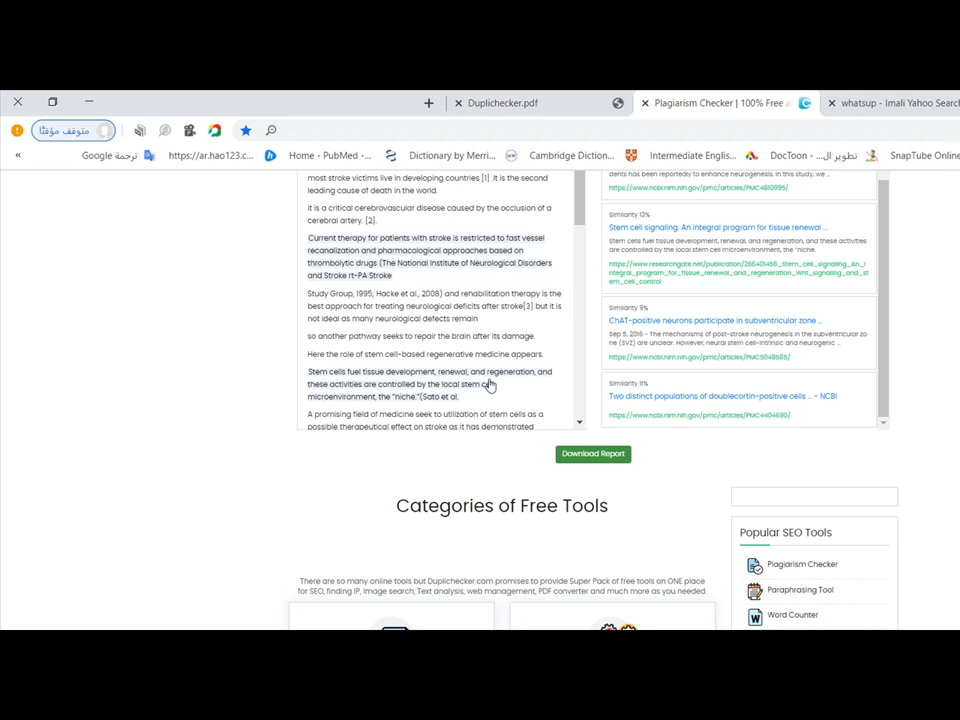 Duplichecker.pdf
Plagiarism Checker | 100% Free a
whatsup - Imali Yahoo Search
متوقف مؤقتًا
« ترجمة Google
https://ar.hao123.c...
Home - PubMed -...
Dictionary by Merri...
Cambridge Diction...
Intermediate Englis...
تطوير ال... - DocToon
SnapTube Online
most stroke victims live in developing countries [1] .It is the second
leading cause of death in the world.
it is a critical cerebrovascular disease caused by the occlusion of a
cerebral artery. [2].
Current therapy for patients with stroke is restricted to fast vessel
recanalization and pharmacological approaches based on
thrombolytic drugs (The National Institute of Neurological Disorders
and Stroke rt-PA Stroke
Study Group, 1995; Hacke et al., 2008) and rehabilitation therapy is the
best approach for treating neurological deficits after stroke[3] but it is
not ideal as many neurological defects remain
so another pathway seeks to repair the brain after its damage.
Here the role of stem cell-based regenerative medicine appears.
Stem cells fuel tissue development, renewal, and regeneration, and
these activities are controlled by the local stem
microenvironment, the “niche.”(Sato et al.
A promising field of medicine seek to utilization of stem cells as a
possible therapeutical effect on stroke as it has demonstrated
dents has been reportedly to enhance neurogenesis. In this study, we ...
https://www.ncbi.nlm.nih.gov/pmc/articles/PMC4810995/
Similarity 13%
Stem cell signaling. An integral program for tissue renewal ...
Stem cells fuel tissue development, renewal, and regeneration, and these activities
are controlled by the local stem cell microenvironment, the "niche.
https://www.researchgate.net/publication/266401466_Stem_cell_signaling_An_i
ntegral_program_for_tissue_renewal_and_regeneration_Wnt_signaling_and_st
em_cell_control
Similarity 9%
ChAT-positive neurons participate in subventricular zone ...
Sep 5, 2016 - The mechanisms of post-stroke neurogenesis in the subventricular zo
ne (SVZ) are unclear. However, neural stem cell-intrinsic and neurogenic ...
https://www.ncbi.nlm.nih.gov/pmc/articles/PMC5048585/
Similarity 11%
Two distinct populations of doublecortin-positive cells ... - NCBI
https://www.ncbi.nlm.nih.gov/pmc/articles/PMC4404690/
Download Report
Categories of Free Tools
There are so many online tools but Duplichecker.com promises to provide Super Pack of free tools on ONE place
for SEO, finding IP, Image search, Text analysis, web management, PDF converter and much more as you needed.
Popular SEO Tools
Plagiarism Checker
Paraphrasing Tool
Word Counter